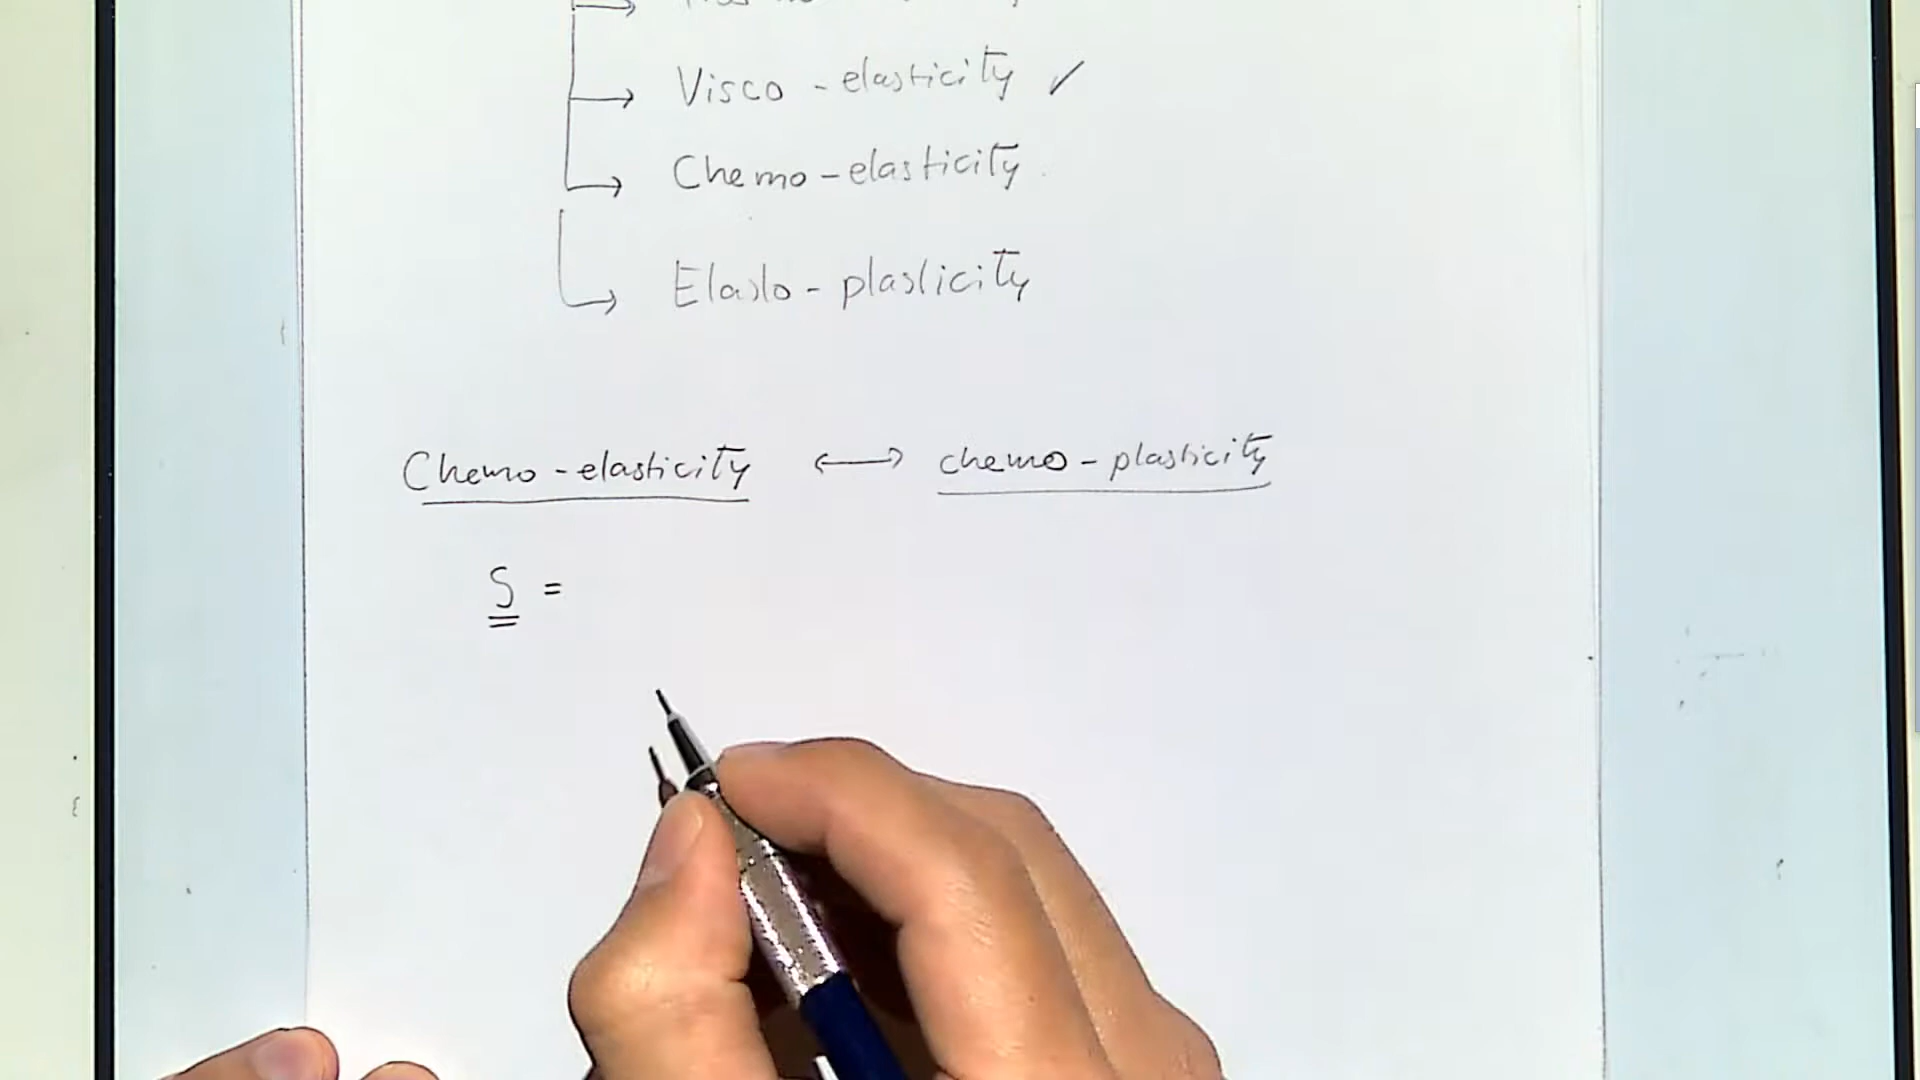 Visco - elasticity ✓
Chemo - elasticity
Elasto - plasticity
Chemo - elasticity ⟷ chemo - plasticity
S =